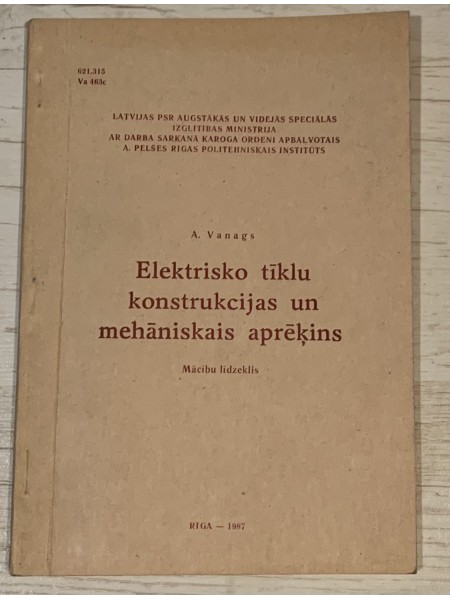 621.315
Va 463c
LATVIJAS PSR AUGSTĀKĀS UN VIDĒJĀS SPECIĀLĀS
IZGLĪTĪBAS MINISTRIJA
AR DARBA SARKANĀ KAROGA ORDENI APBALVOTAIS
A. PELŠES RĪGAS POLITEHNISKAIS INSTITŪTS
A. Vanags
Elektrisko tīklu
konstrukcijas un
mehāniskais aprēķins
Mācību līdzeklis
RĪGA — 1987